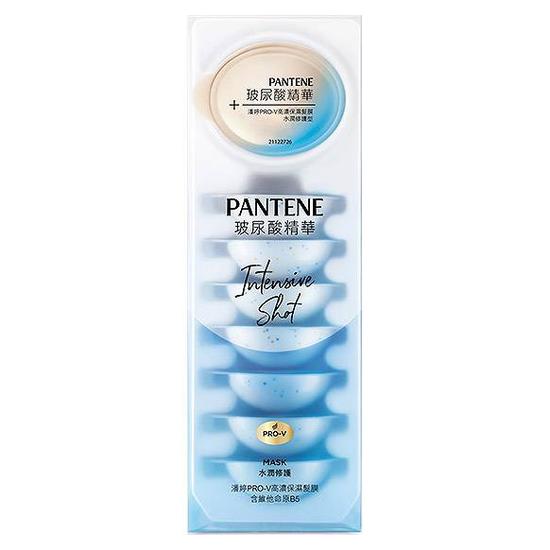 PANTENE
玻尿酸精華
+
潘婷PRO-V高濃保濕髮膜
水潤修護型
21122726
PANTENE
玻尿酸精華
Intensive
Shot
PRO-V
MASK
水潤修護
潘婷PRO-V高濃保濕髮膜
含維他命原B5